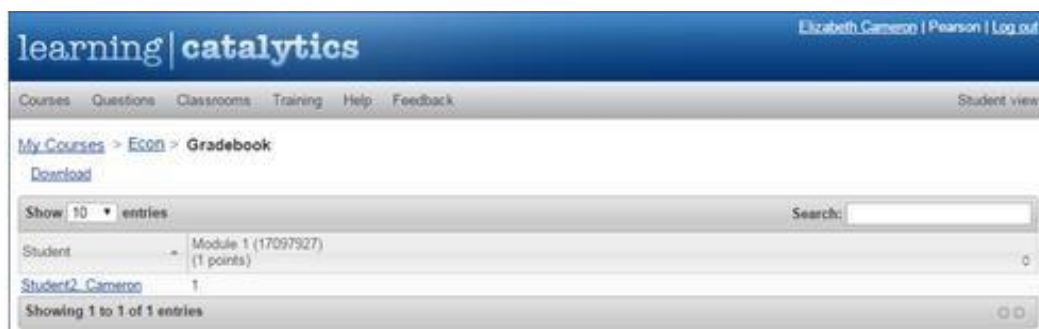 Elizabeth Cameron | Pearson | Log out
learning | catalytics
Courses Questions Classrooms Training Help Feedback Student view
My Courses > Econ > Gradebook
Download
Show 10 entries Search:
Student Module 1 (17097927)
(1 points)
Student2, Cameron 1
Showing 1 to 1 of 1 entries